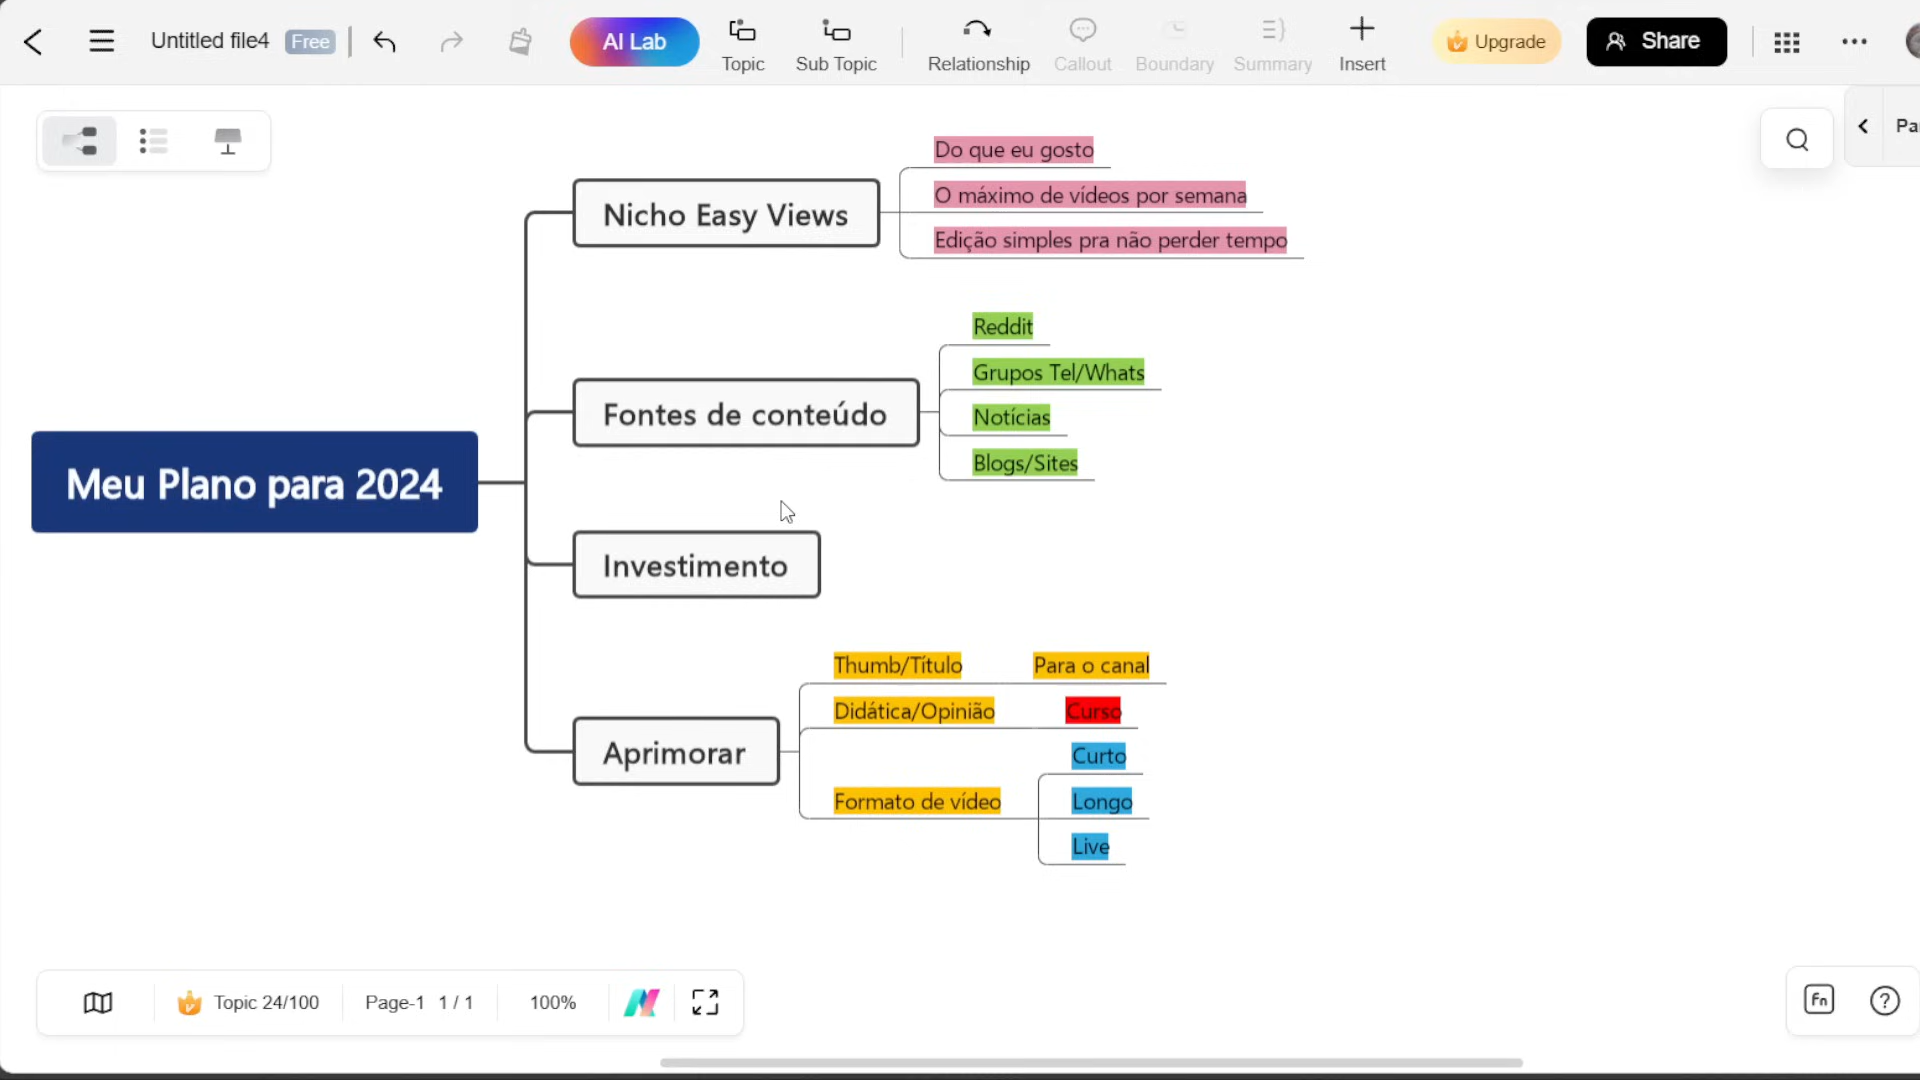 Untitled file4
Free
AI Lab
Topic
Sub Topic
Relationship
Callout
Boundary
Summary
Insert
Upgrade
Share
Meu Plano para 2024
Nicho Easy Views
Do que eu gosto
O máximo de vídeos por semana
Edição simples pra não perder tempo
Fontes de conteúdo
Reddit
Grupos Tel/Whats
Notícias
Blogs/Sites
Investimento
Aprimorar
Thumb/Título
Para o canal
Didática/Opinião
Curso
Formato de vídeo
Curto
Longo
Live
Topic 24/100
Page-1 1 / 1
100%
Fn